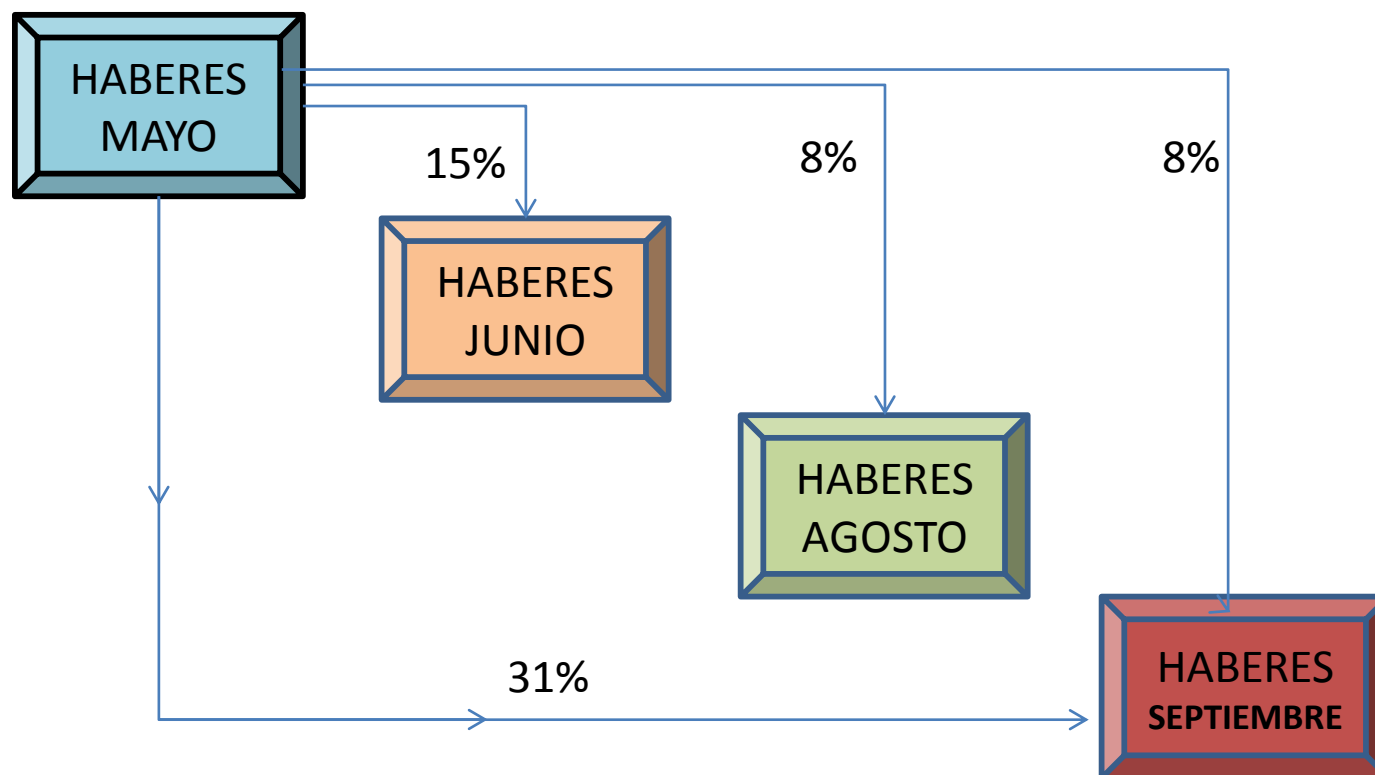 HABERES
MAYO
15%
8%
8%
HABERES
JUNIO
HABERES
AGOSTO
31%
HABERES
SEPTIEMBRE